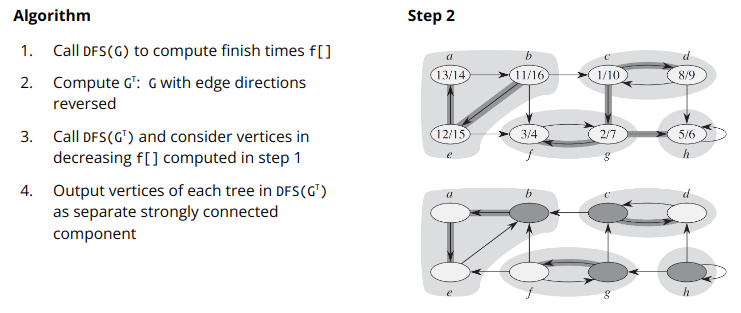 Algorithm
1. Call DFS(G) to compute finish times f[]
2. Compute Gᵀ: G with edge directions
reversed
3. Call DFS(Gᵀ) and consider vertices in
decreasing f[] computed in step 1
4. Output vertices of each tree in DFS(Gᵀ)
as separate strongly connected
component
Step 2
a b c d
13/14 11/16 1/10 8/9
12/15 3/4 2/7 5/6
e f g h
a b c d
e f g h